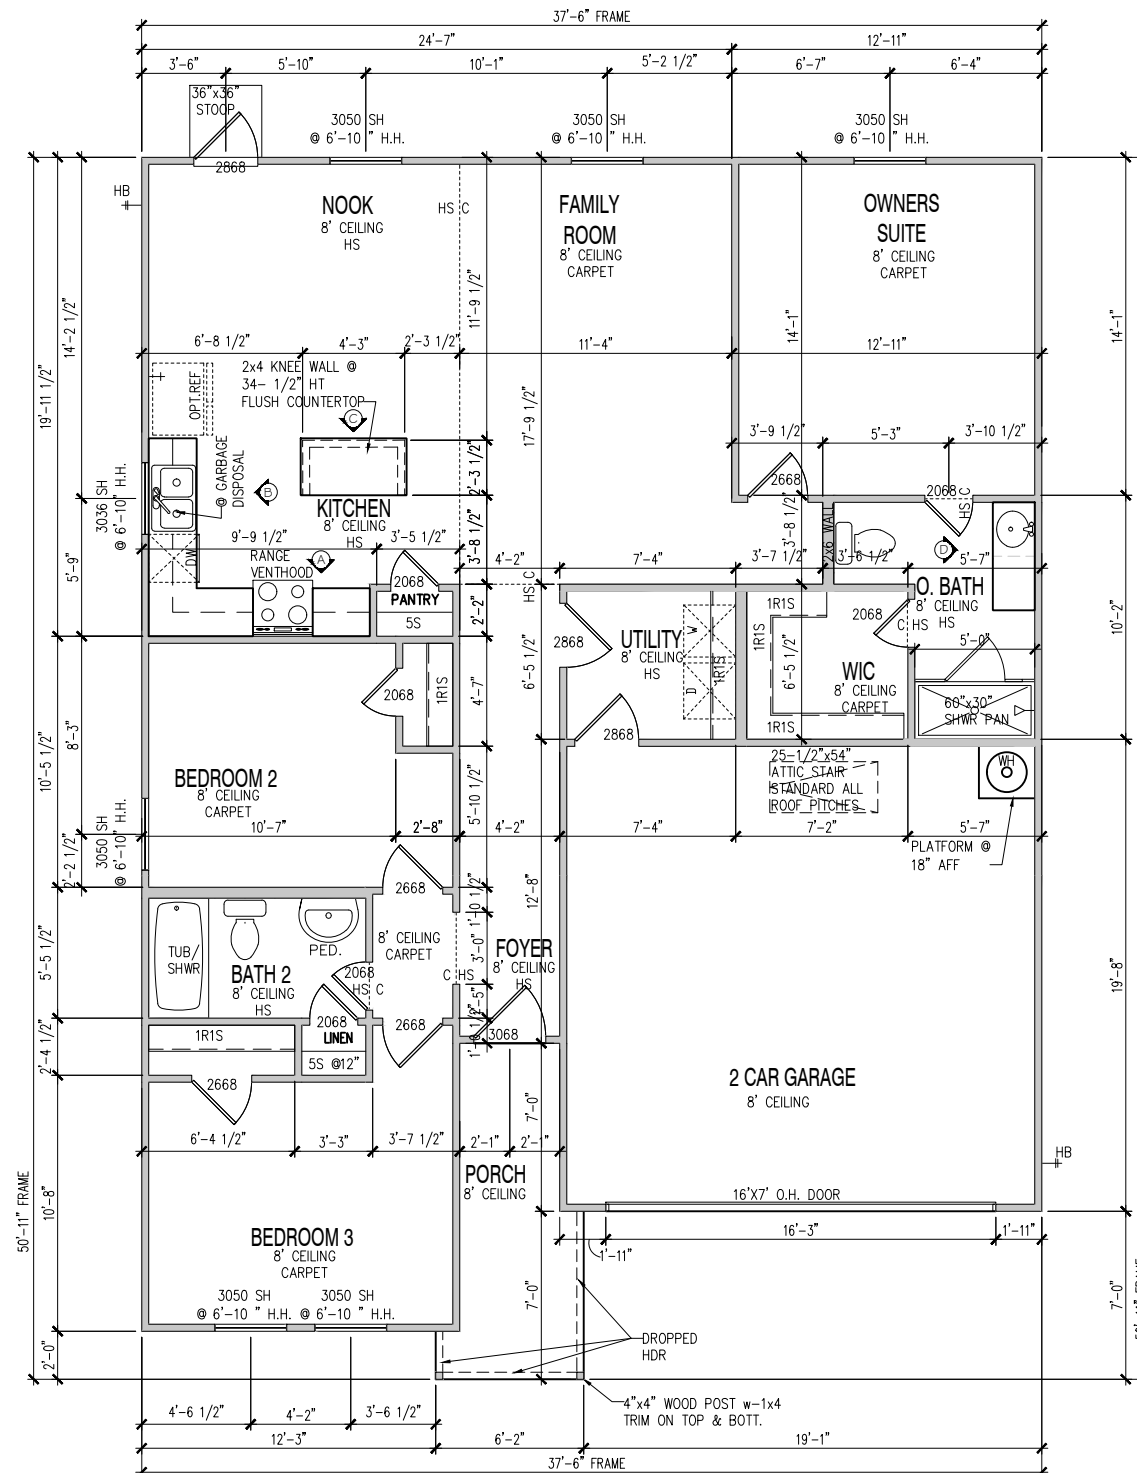 37'-6" FRAME
24'-7"
12'-11"
3'-6"
5'-10"
10'-1"
5'-2 1/2"
6'-7"
6'-4"
36"x36"
STOOP
3050 SH
@ 6'-10 " H.H.
3050 SH
@ 6'-10 " H.H.
3050 SH
@ 6'-10 " H.H.
2868
HB
NOOK
8' CEILING
HS
HS C
FAMILY
ROOM
8' CEILING
CARPET
OWNERS
SUITE
8' CEILING
CARPET
14'-2 1/2"
19'-11 1/2"
11'-9 1/2"
14'-1"
14'-1"
6'-8 1/2"
4'-3"
2'-3 1/2"
11'-4"
12'-11"
2x4 KNEE WALL @
34- 1/2" HT
FLUSH COUNTERTOP
OPT.REF
C
17'-9 1/2"
3'-9 1/2"
5'-3"
3'-10 1/2"
@ GARBAGE
DISPOSAL
2'-3 1/2"
2668
2068
HS C
3036 SH
@ 6'-10" H.H.
B
KITCHEN
8' CEILING
HS
3'-8 1/2"
3'-8 1/2"
2x6 WALL
D
9'-9 1/2"
3'-5 1/2"
4'-2"
7'-4"
3'-7 1/2"
3'-6 1/2"
5'-7"
DW
RANGE
VENTHOOD
A
2068
PANTRY
5S
5'-9"
2'-2"
HS C
O. BATH
8' CEILING
HS
10'-2"
2868
UTILITY
8' CEILING
HS
W
D
1R1S
1R1S
1R1S
1R1S
2068
C HS
5'-0"
6'-5 1/2"
6'-5 1/2"
WIC
8' CEILING
CARPET
60"x30"
SHWR PAN
2068
1R1S
4'-7"
2868
8'-3"
10'-5 1/2"
25-1/2"x54"
ATTIC STAIR
STANDARD ALL
ROOF PITCHES
WH
BEDROOM 2
8' CEILING
CARPET
5'-10 1/2"
3050 SH
@ 6'-10" H.H.
10'-7"
2'-8"
4'-2"
7'-4"
7'-2"
5'-7"
PLATFORM @
18" AFF
2'-2 1/2"
2668
1'-10 1/2"
12'-8"
TUB/
SHWR
PED.
BATH 2
8' CEILING
HS
8' CEILING
CARPET
2068
HS C
C HS
3'-0"
FOYER
8' CEILING
HS
5'-5 1/2"
19'-8"
2068
LINEN
5S @12"
2668
3068
1R1S
2'-4 1/2"
2668
2 CAR GARAGE
8' CEILING
7'-0"
6'-4 1/2"
3'-3"
3'-7 1/2"
2'-1"
2'-1"
HB
PORCH
8' CEILING
50'-11" FRAME
10'-8"
16'X7' O.H. DOOR
16'-3"
1'-11"
1'-11"
BEDROOM 3
8' CEILING
CARPET
3050 SH
@ 6'-10 " H.H.
3050 SH
@ 6'-10 " H.H.
7'-0"
7'-0"
DROPPED
HDR
2'-0"
4"x4" WOOD POST w-1x4
TRIM ON TOP & BOTT.
4'-6 1/2"
4'-2"
3'-6 1/2"
12'-3"
6'-2"
19'-1"
37'-6" FRAME